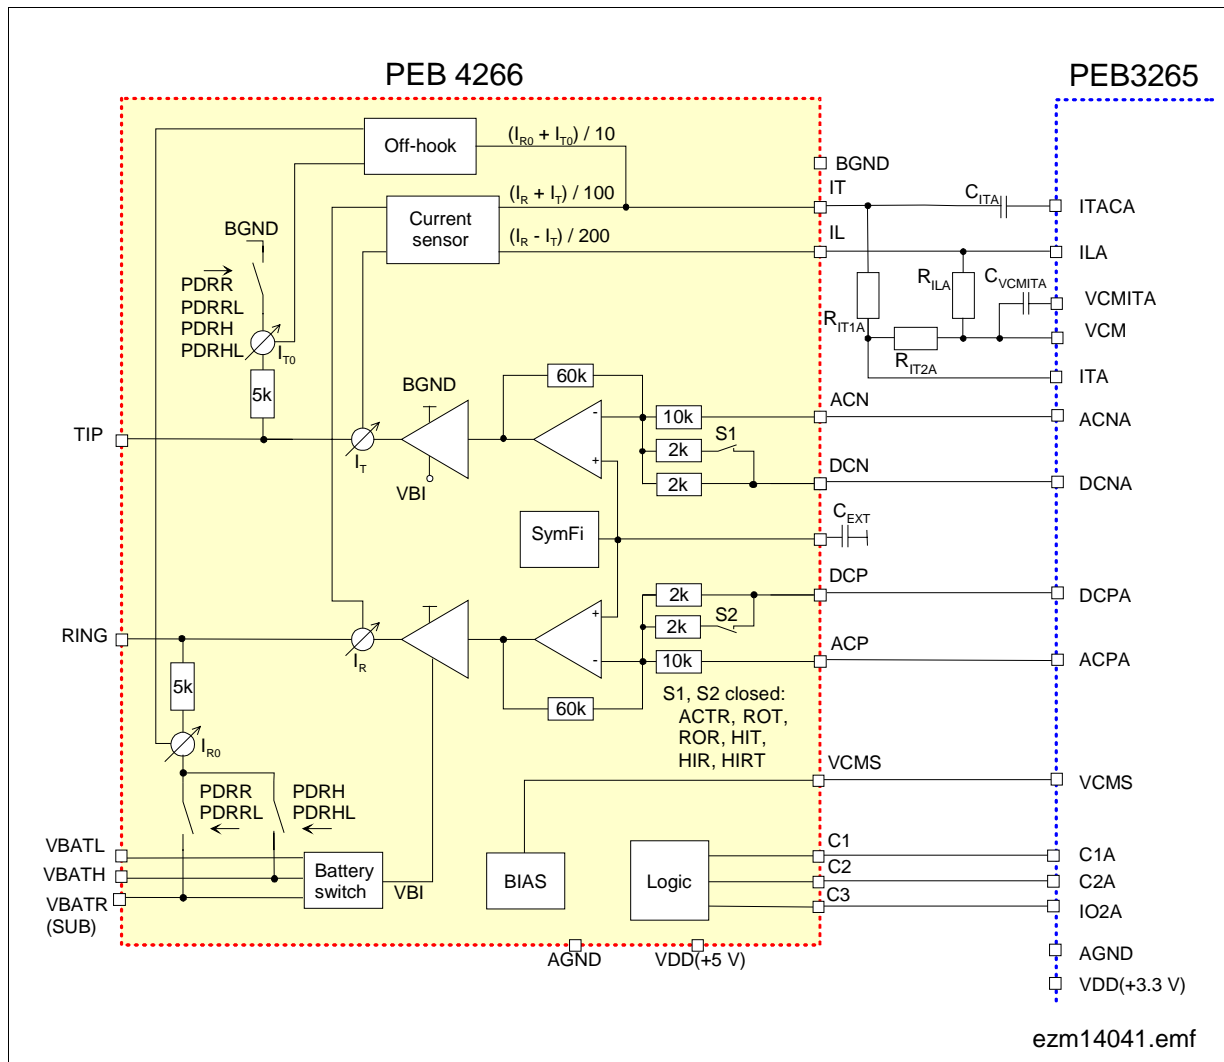 PEB 4266
PEB3265
Off-hook
(IR0 + IT0) / 10
BGND
IT
CITA
ITACA
Current
sensor
(IR + IT) / 100
(IR - IT) / 200
IL
ILA
BGND
PDRR
PDRRL
PDRH
PDRHL
IT0
RILA
CVCMITA
VCMITA
VCM
RIT1A
RIT2A
ITA
5k
BGND
60k
ACN
ACNA
10k
-
S1
2k
TIP
IT
+
2k
DCN
DCNA
VBI
SymFi
CEXT
DCP
DCPA
2k
+
2k
S2
RING
IR
-
10k
ACP
ACPA
5k
60k
S1, S2 closed:
ACTR, ROT,
ROR, HIT,
HIR, HIRT
IR0
VCMS
VCMS
PDRR
PDRRL
PDRH
PDRHL
VBATL
VBATH
VBATR
(SUB)
Battery
switch
VBI
BIAS
Logic
C1
C1A
C2
C2A
C3
IO2A
AGND
VDD(+5 V)
AGND
VDD(+3.3 V)
ezm14041.emf